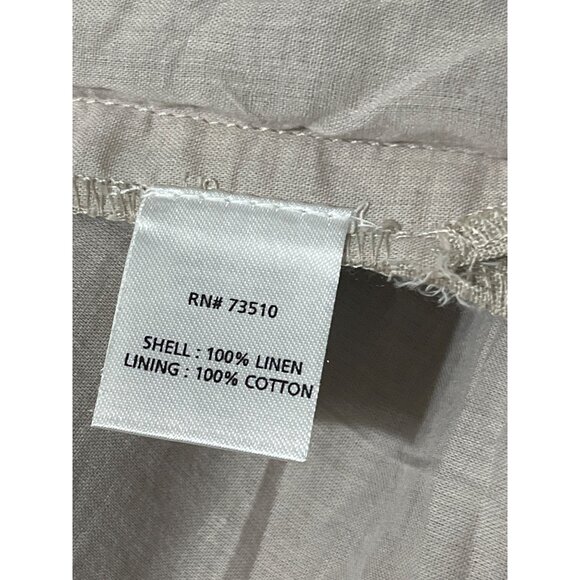 RN# 73510
SHELL : 100% LINEN
LINING : 100% COTTON